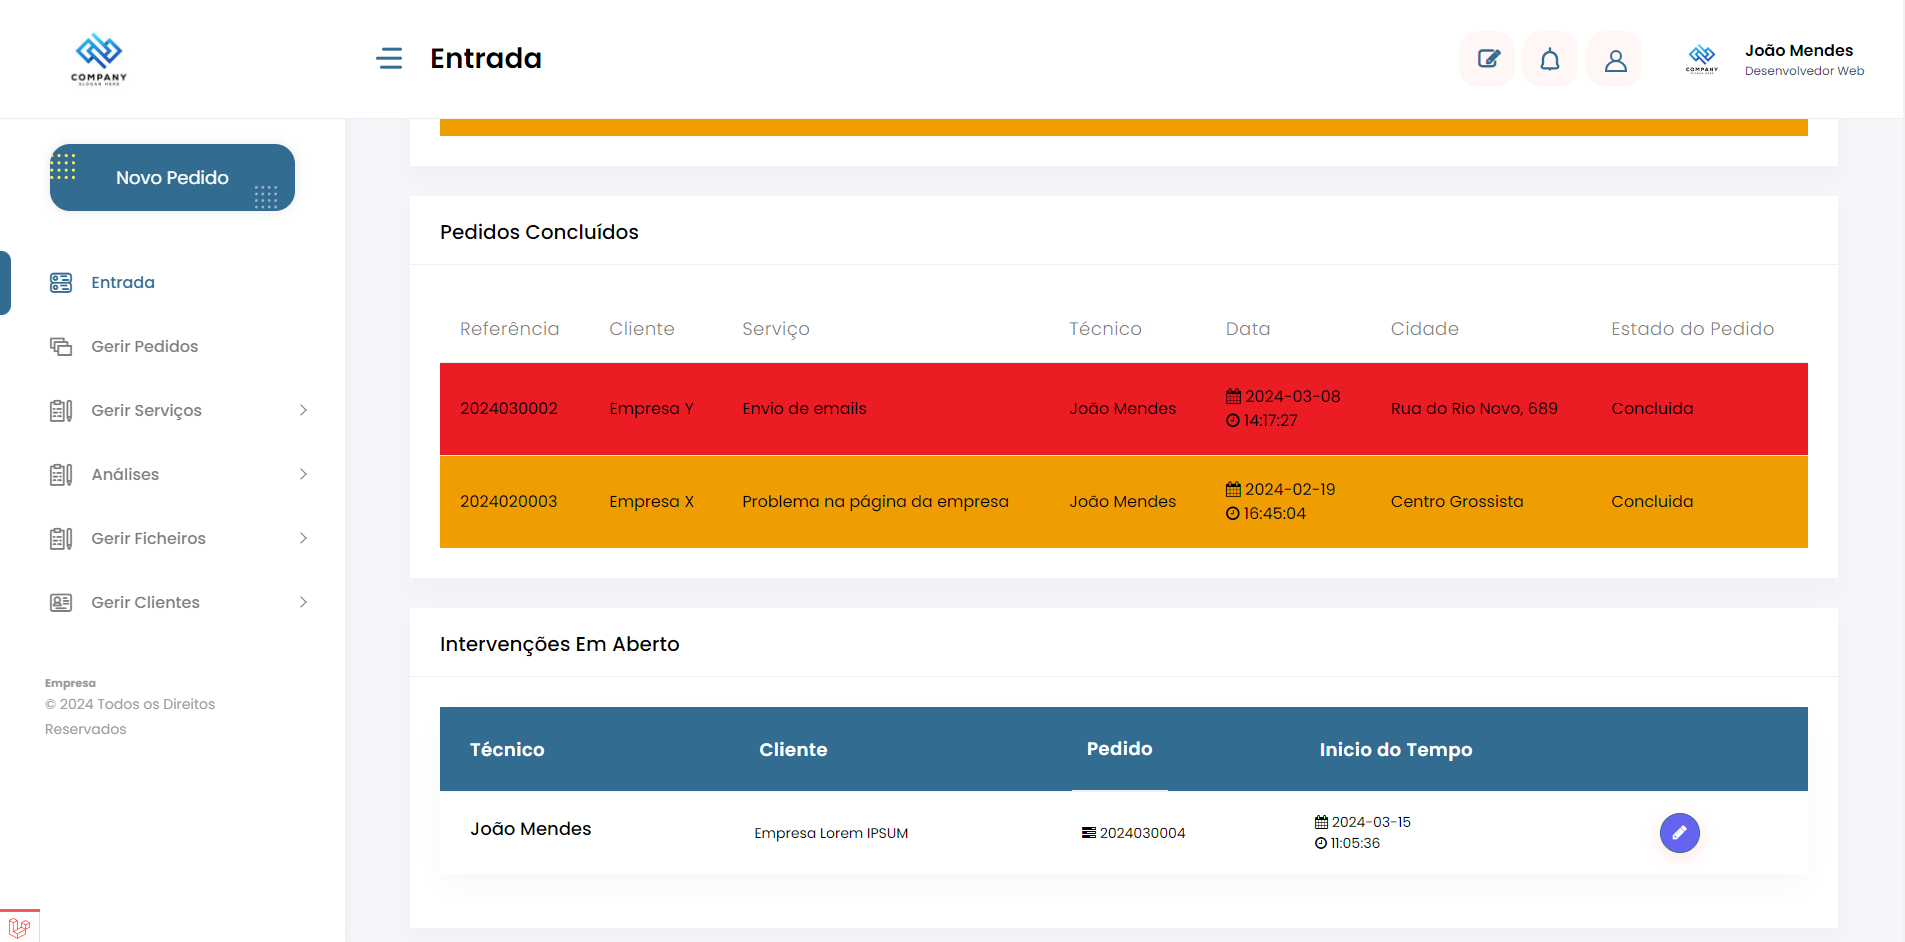 COMPANY
SLOGAN HERE
Entrada
COMPANY
João Mendes
Desenvolvedor Web
Novo Pedido
Entrada
Gerir Pedidos
Gerir Serviços
Análises
Gerir Ficheiros
Gerir Clientes
Empresa
© 2024 Todos os Direitos
Reservados
Pedidos Concluídos
Referência Cliente Serviço Técnico Data Cidade Estado do Pedido
2024030002 Empresa Y Envio de emails João Mendes 2024-03-08 14:17:27 Rua do Rio Novo, 689 Concluida
2024020003 Empresa X Problema na página da empresa João Mendes 2024-02-19 16:45:04 Centro Grossista Concluida
Intervenções Em Aberto
Técnico Cliente Pedido Inicio do Tempo
João Mendes Empresa Lorem IPSUM 2024030004 2024-03-15 11:05:36